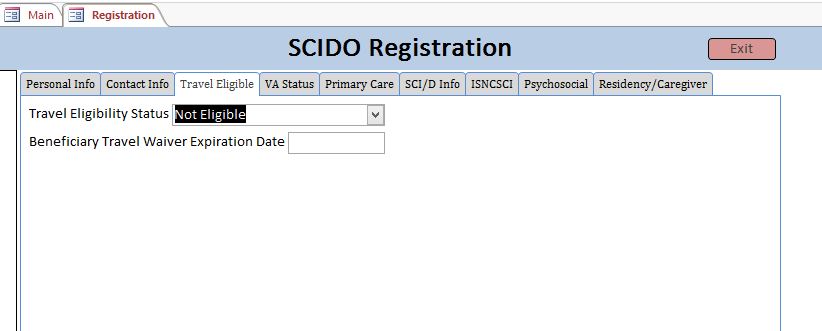 Main Registration
SCIDO Registration Exit
Personal Info Contact Info Travel Eligible VA Status Primary Care SCI/D Info ISNCSCI Psychosocial Residency/Caregiver
Travel Eligibility Status Not Eligible
Beneficiary Travel Waiver Expiration Date